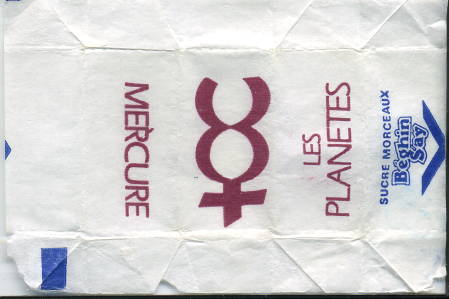 MERCURE
LES
PLANETES
SUCRE MORCEAUX
Béghin
Say